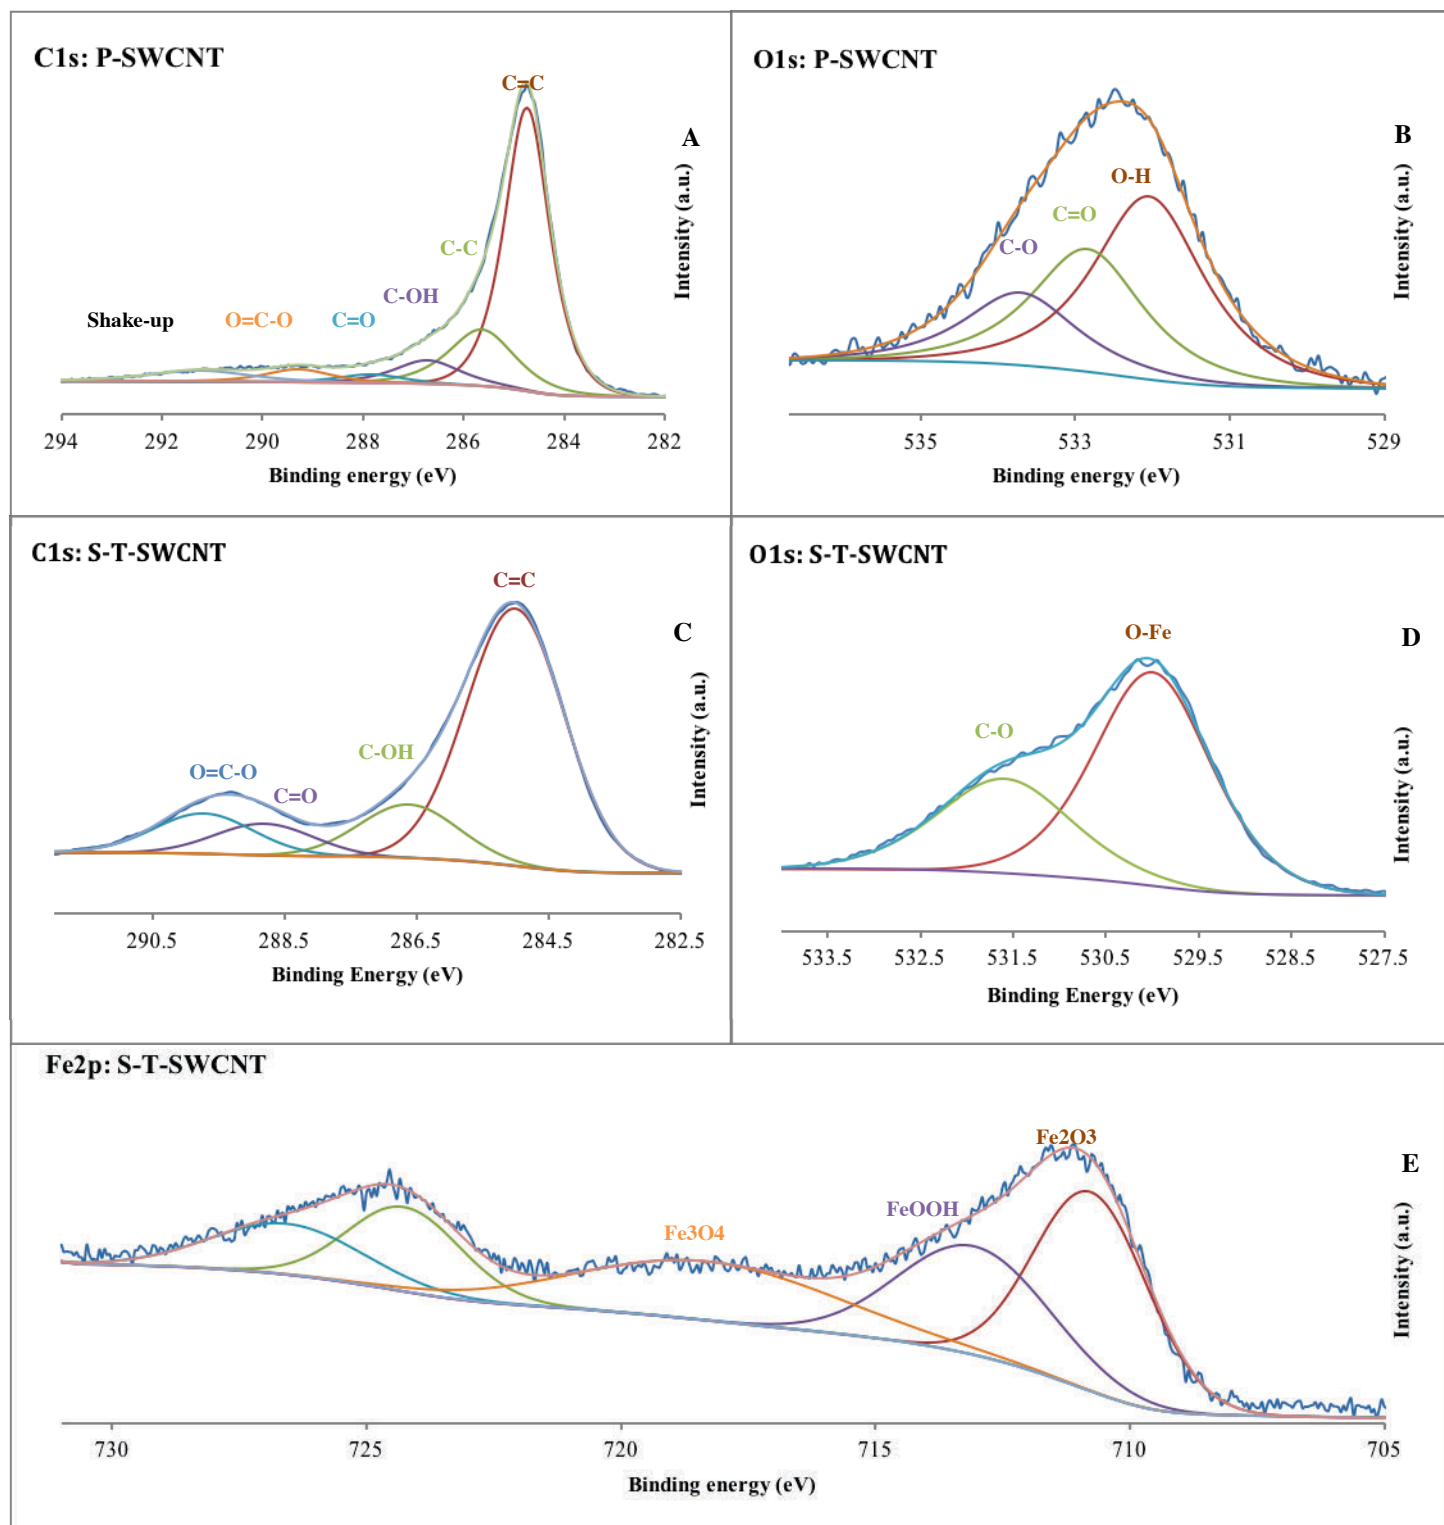 C1s: P-SWCNT
C=C
A
C-C
C-OH
Shake-up
O=C-O
C=O
Intensity (a.u.)
294 292 290 288 286 284 282
Binding energy (eV)
O1s: P-SWCNT
B
O-H
C=O
C-O
Intensity (a.u.)
535 533 531 529
Binding energy (eV)
C1s: S-T-SWCNT
C=C
C
C-OH
O=C-O
C=O
Intensity (a.u.)
290.5 288.5 286.5 284.5 282.5
Binding Energy (eV)
O1s: S-T-SWCNT
O-Fe
D
C-O
Intensity (a.u.)
533.5 532.5 531.5 530.5 529.5 528.5 527.5
Binding Energy (eV)
Fe2p: S-T-SWCNT
Fe2O3
E
FeOOH
Fe3O4
Intensity (a.u.)
730 725 720 715 710 705
Binding energy (eV)